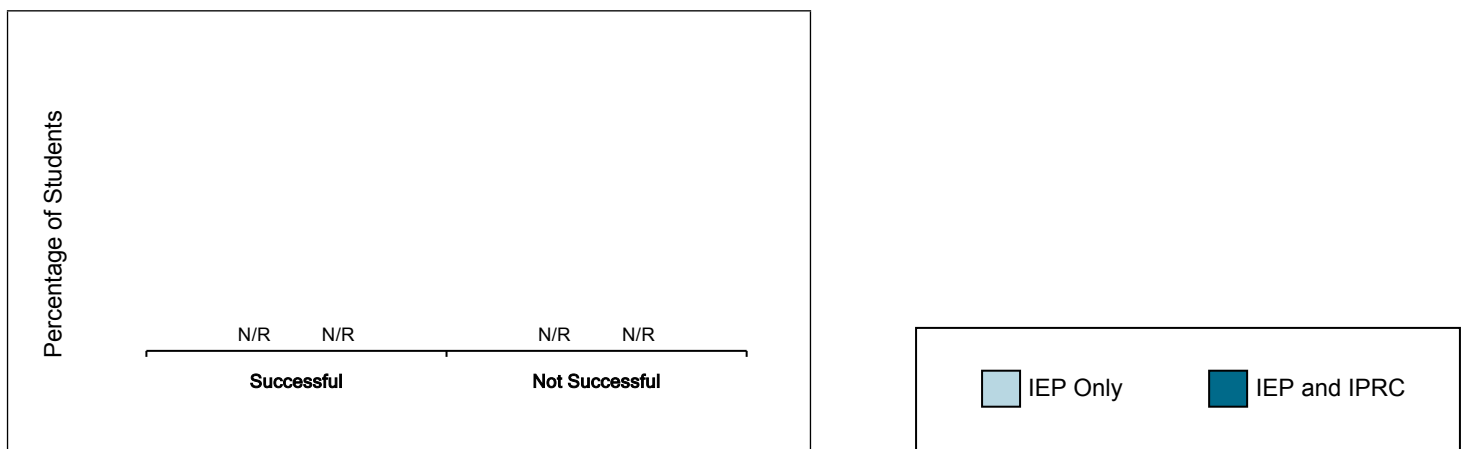 Percentage of Students
N/R N/R N/R N/R
Successful Not Successful
IEP Only IEP and IPRC